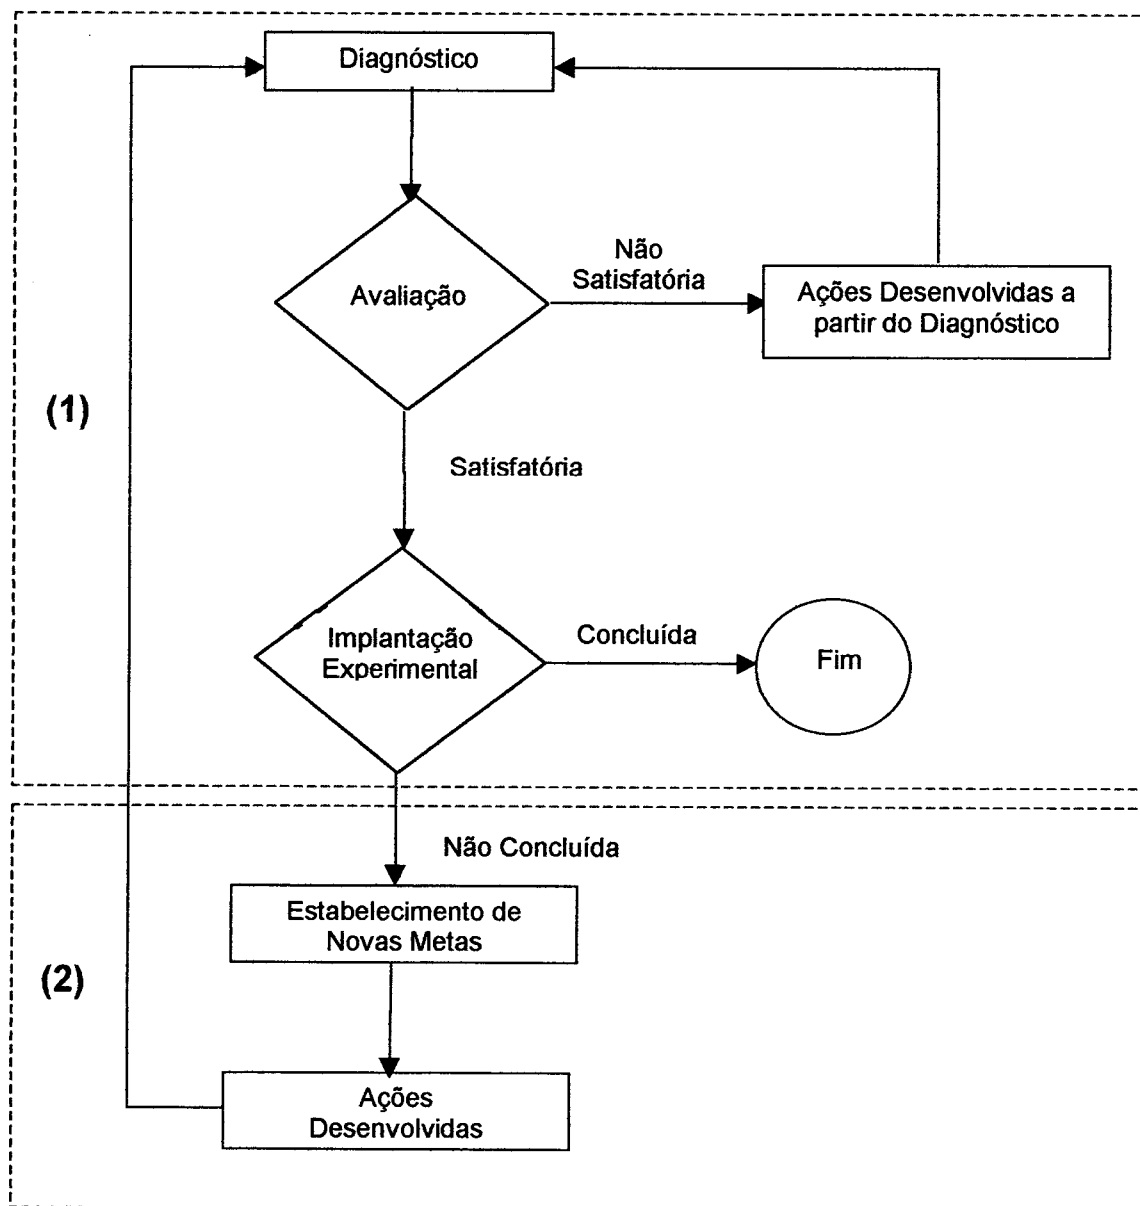 Diagnóstico
Não
Satisfatória
Avaliação
Ações Desenvolvidas a
partir do Diagnóstico
(1)
Satisfatória
Implantação
Experimental
Concluída
Fim
Não Concluída
Estabelecimento de
Novas Metas
(2)
Ações
Desenvolvidas